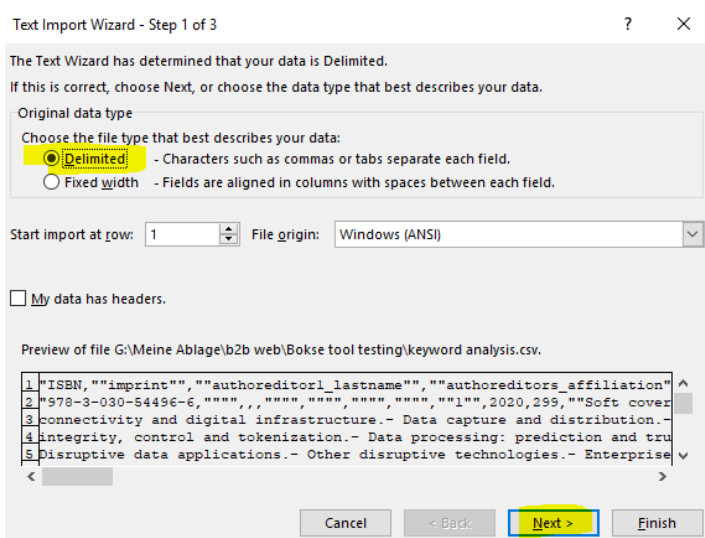 Text Import Wizard - Step 1 of 3
The Text Wizard has determined that your data is Delimited.
If this is correct, choose Next, or choose the data type that best describes your data.
Original data type
Choose the file type that best describes your data:
Delimited - Characters such as commas or tabs separate each field.
Fixed width - Fields are aligned in columns with spaces between each field.
Start import at row: 1 File origin: Windows (ANSI)
My data has headers.
Preview of file G:\Meine Ablage\b2b web\Bokse tool testing\keyword analysis.csv.
1 "ISBN,""imprint"",""authoreditor1_lastname"",""authoreditors_affiliation"
2 "978-3-030-54496-6,"""",,,"""","""","""","""",""1"",2020,299,""Soft cover
3 connectivity and digital infrastructure.- Data capture and distribution.-
4 integrity, control and tokenization.- Data processing: prediction and tru
5 Disruptive data applications.- Other disruptive technologies.- Enterprise
Cancel < Back Next > Finish